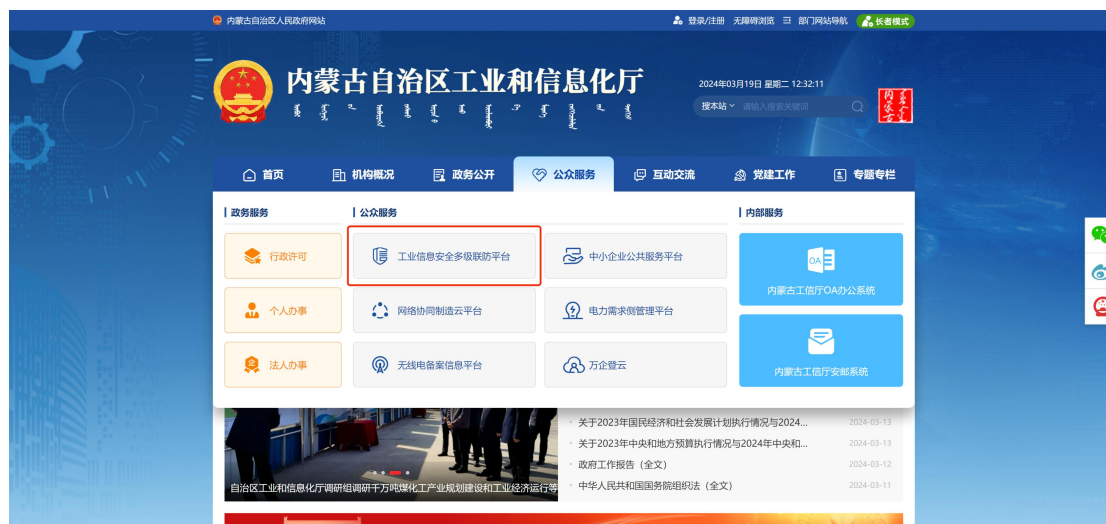 内蒙古自治区人民政府网站
登录/注册 无障碍浏览 部门网站导航 长者模式
内蒙古自治区工业和信息化厅
2024年03月19日 星期二 12:32:11
搜本站 请输入搜索关键词
首页 机构概况 政务公开 公众服务 互动交流 党建工作 专题专栏
政务服务 公众服务 内部服务
行政许可 工业信息安全多级联防平台 中小企业公共服务平台
OA
内蒙古工信厅OA办公系统
个人办事 网络协同制造云平台 电力需求侧管理平台
法人办事 无线电备案信息平台 万企登云
内蒙古工信厅安邮系统
关于2023年国民经济和社会发展计划执行情况与2024... 2024-03-13
关于2023年中央和地方预算执行情况与2024年中央和... 2024-03-13
政府工作报告（全文） 2024-03-12
中华人民共和国国务院组织法（全文） 2024-03-11
自治区工业和信息化厅调研组调研千万吨煤化工产业规划建设和工业经济运行等